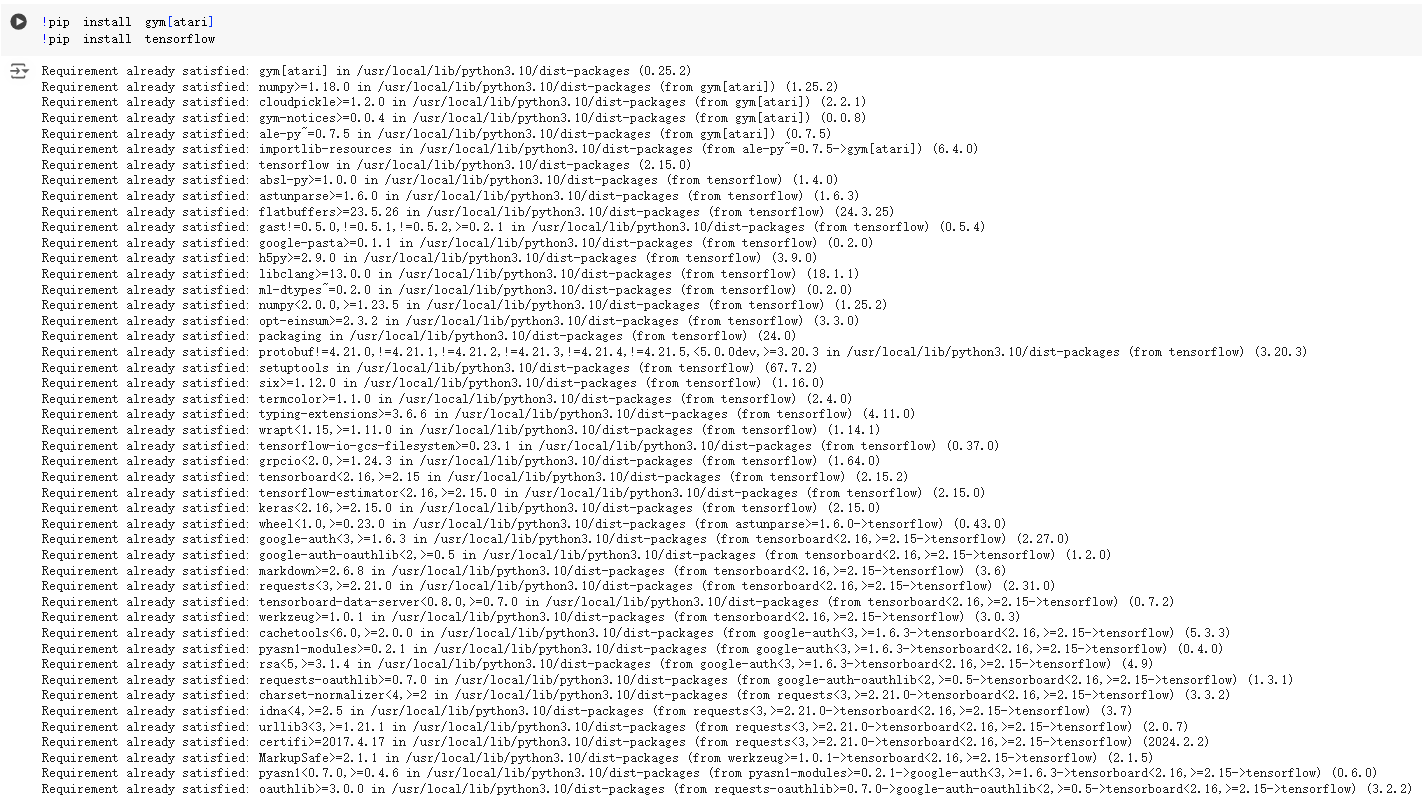 !pip install gym[atari]
!pip install tensorflow
Requirement already satisfied: gym[atari] in /usr/local/lib/python3.10/dist-packages (0.25.2)
Requirement already satisfied: numpy>=1.18.0 in /usr/local/lib/python3.10/dist-packages (from gym[atari]) (1.25.2)
Requirement already satisfied: cloudpickle>=1.2.0 in /usr/local/lib/python3.10/dist-packages (from gym[atari]) (2.2.1)
Requirement already satisfied: gym-notices>=0.0.4 in /usr/local/lib/python3.10/dist-packages (from gym[atari]) (0.0.8)
Requirement already satisfied: ale-py~=0.7.5 in /usr/local/lib/python3.10/dist-packages (from gym[atari]) (0.7.5)
Requirement already satisfied: importlib-resources in /usr/local/lib/python3.10/dist-packages (from ale-py~=0.7.5->gym[atari]) (6.4.0)
Requirement already satisfied: tensorflow in /usr/local/lib/python3.10/dist-packages (2.15.0)
Requirement already satisfied: absl-py>=1.0.0 in /usr/local/lib/python3.10/dist-packages (from tensorflow) (1.4.0)
Requirement already satisfied: astunparse>=1.6.0 in /usr/local/lib/python3.10/dist-packages (from tensorflow) (1.6.3)
Requirement already satisfied: flatbuffers>=23.5.26 in /usr/local/lib/python3.10/dist-packages (from tensorflow) (24.3.25)
Requirement already satisfied: gast!=0.5.0,!=0.5.1,!=0.5.2,>=0.2.1 in /usr/local/lib/python3.10/dist-packages (from tensorflow) (0.5.4)
Requirement already satisfied: google-pasta>=0.1.1 in /usr/local/lib/python3.10/dist-packages (from tensorflow) (0.2.0)
Requirement already satisfied: h5py>=2.9.0 in /usr/local/lib/python3.10/dist-packages (from tensorflow) (3.9.0)
Requirement already satisfied: libclang>=13.0.0 in /usr/local/lib/python3.10/dist-packages (from tensorflow) (18.1.1)
Requirement already satisfied: ml-dtypes~=0.2.0 in /usr/local/lib/python3.10/dist-packages (from tensorflow) (0.2.0)
Requirement already satisfied: numpy<2.0.0,>=1.23.5 in /usr/local/lib/python3.10/dist-packages (from tensorflow) (1.25.2)
Requirement already satisfied: opt-einsum>=2.3.2 in /usr/local/lib/python3.10/dist-packages (from tensorflow) (3.3.0)
Requirement already satisfied: packaging in /usr/local/lib/python3.10/dist-packages (from tensorflow) (24.0)
Requirement already satisfied: protobuf!=4.21.0,!=4.21.1,!=4.21.2,!=4.21.3,!=4.21.4,!=4.21.5,<5.0.0dev,>=3.20.3 in /usr/local/lib/python3.10/dist-packages (from tensorflow) (3.20.3)
Requirement already satisfied: setuptools in /usr/local/lib/python3.10/dist-packages (from tensorflow) (67.7.2)
Requirement already satisfied: six>=1.12.0 in /usr/local/lib/python3.10/dist-packages (from tensorflow) (1.16.0)
Requirement already satisfied: termcolor>=1.1.0 in /usr/local/lib/python3.10/dist-packages (from tensorflow) (2.4.0)
Requirement already satisfied: typing-extensions>=3.6.6 in /usr/local/lib/python3.10/dist-packages (from tensorflow) (4.11.0)
Requirement already satisfied: wrapt<1.15,>=1.11.0 in /usr/local/lib/python3.10/dist-packages (from tensorflow) (1.14.1)
Requirement already satisfied: tensorflow-io-gcs-filesystem>=0.23.1 in /usr/local/lib/python3.10/dist-packages (from tensorflow) (0.37.0)
Requirement already satisfied: grpcio<2.0,>=1.24.3 in /usr/local/lib/python3.10/dist-packages (from tensorflow) (1.64.0)
Requirement already satisfied: tensorboard<2.16,>=2.15 in /usr/local/lib/python3.10/dist-packages (from tensorflow) (2.15.2)
Requirement already satisfied: tensorflow-estimator<2.16,>=2.15.0 in /usr/local/lib/python3.10/dist-packages (from tensorflow) (2.15.0)
Requirement already satisfied: keras<2.16,>=2.15.0 in /usr/local/lib/python3.10/dist-packages (from tensorflow) (2.15.0)
Requirement already satisfied: wheel<1.0,>=0.23.0 in /usr/local/lib/python3.10/dist-packages (from astunparse>=1.6.0->tensorflow) (0.43.0)
Requirement already satisfied: google-auth<3,>=1.6.3 in /usr/local/lib/python3.10/dist-packages (from tensorboard<2.16,>=2.15->tensorflow) (2.27.0)
Requirement already satisfied: google-auth-oauthlib<2,>=0.5 in /usr/local/lib/python3.10/dist-packages (from tensorboard<2.16,>=2.15->tensorflow) (1.2.0)
Requirement already satisfied: markdown>=2.6.8 in /usr/local/lib/python3.10/dist-packages (from tensorboard<2.16,>=2.15->tensorflow) (3.6)
Requirement already satisfied: requests<3,>=2.21.0 in /usr/local/lib/python3.10/dist-packages (from tensorboard<2.16,>=2.15->tensorflow) (2.31.0)
Requirement already satisfied: tensorboard-data-server<0.8.0,>=0.7.0 in /usr/local/lib/python3.10/dist-packages (from tensorboard<2.16,>=2.15->tensorflow) (0.7.2)
Requirement already satisfied: werkzeug>=1.0.1 in /usr/local/lib/python3.10/dist-packages (from tensorboard<2.16,>=2.15->tensorflow) (3.0.3)
Requirement already satisfied: cachetools<6.0,>=2.0.0 in /usr/local/lib/python3.10/dist-packages (from google-auth<3,>=1.6.3->tensorboard<2.16,>=2.15->tensorflow) (5.3.3)
Requirement already satisfied: pyasn1-modules>=0.2.1 in /usr/local/lib/python3.10/dist-packages (from google-auth<3,>=1.6.3->tensorboard<2.16,>=2.15->tensorflow) (0.4.0)
Requirement already satisfied: rsa<5,>=3.1.4 in /usr/local/lib/python3.10/dist-packages (from google-auth<3,>=1.6.3->tensorboard<2.16,>=2.15->tensorflow) (4.9)
Requirement already satisfied: requests-oauthlib>=0.7.0 in /usr/local/lib/python3.10/dist-packages (from google-auth-oauthlib<2,>=0.5->tensorboard<2.16,>=2.15->tensorflow) (1.3.1)
Requirement already satisfied: charset-normalizer<4,>=2 in /usr/local/lib/python3.10/dist-packages (from requests<3,>=2.21.0->tensorboard<2.16,>=2.15->tensorflow) (3.3.2)
Requirement already satisfied: idna<4,>=2.5 in /usr/local/lib/python3.10/dist-packages (from requests<3,>=2.21.0->tensorboard<2.16,>=2.15->tensorflow) (3.7)
Requirement already satisfied: urllib3<3,>=1.21.1 in /usr/local/lib/python3.10/dist-packages (from requests<3,>=2.21.0->tensorboard<2.16,>=2.15->tensorflow) (2.0.7)
Requirement already satisfied: certifi>=2017.4.17 in /usr/local/lib/python3.10/dist-packages (from requests<3,>=2.21.0->tensorboard<2.16,>=2.15->tensorflow) (2024.2.2)
Requirement already satisfied: MarkupSafe>=2.1.1 in /usr/local/lib/python3.10/dist-packages (from werkzeug>=1.0.1->tensorboard<2.16,>=2.15->tensorflow) (2.1.5)
Requirement already satisfied: pyasn1<0.7.0,>=0.4.6 in /usr/local/lib/python3.10/dist-packages (from pyasn1-modules>=0.2.1->google-auth<3,>=1.6.3->tensorboard<2.16,>=2.15->tensorflow) (0.6.0)
Requirement already satisfied: oauthlib>=3.0.0 in /usr/local/lib/python3.10/dist-packages (from requests-oauthlib>=0.7.0->google-auth-oauthlib<2,>=0.5->tensorboard<2.16,>=2.15->tensorflow) (3.2.2)